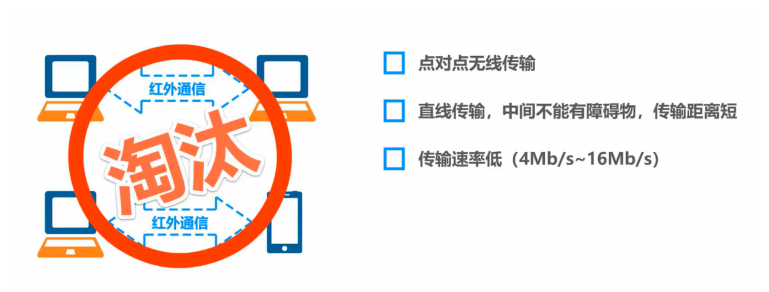 红外通信
淘汰
红外通信
点对点无线传输
直线传输，中间不能有障碍物，传输距离短
传输速率低（4Mb/s~16Mb/s）